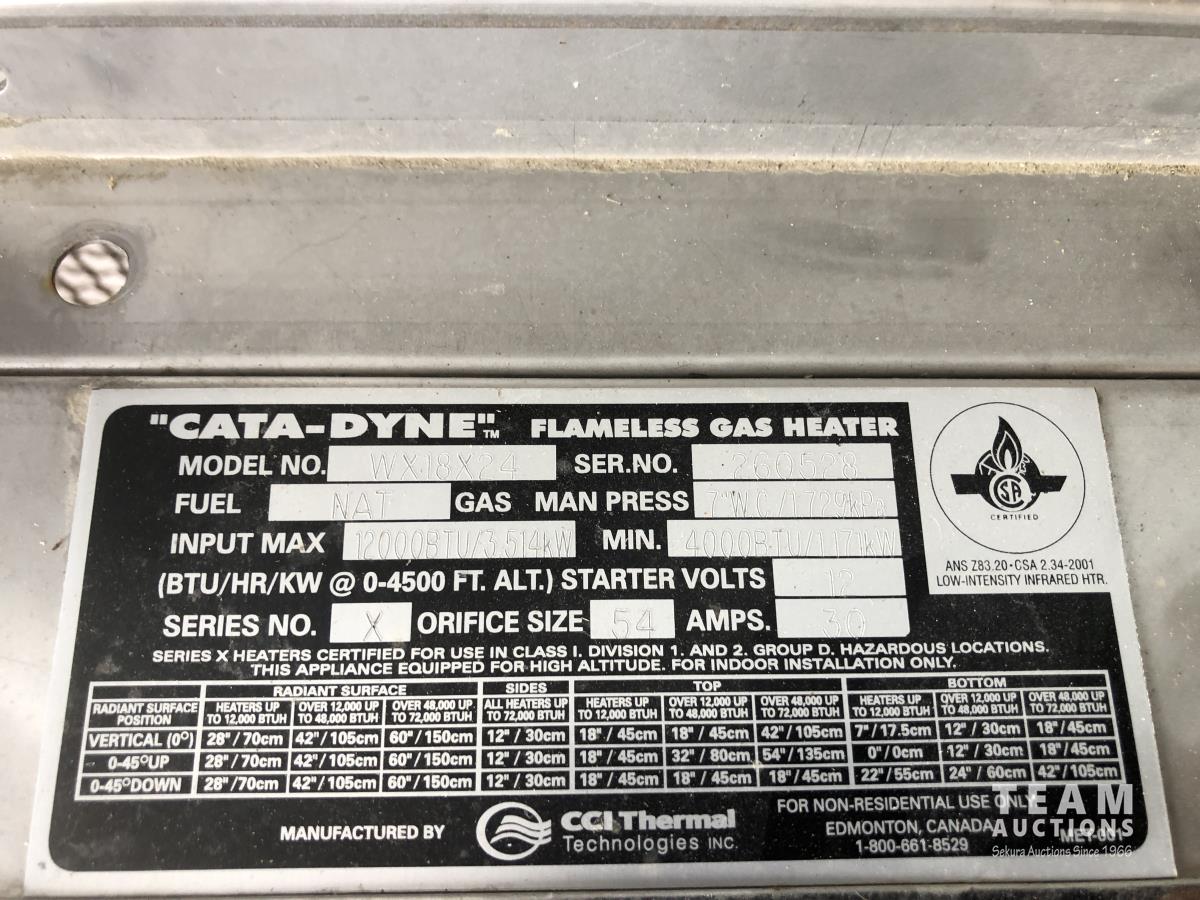 "CATA-DYNE"™ FLAMELESS GAS HEATER
MODEL NO. WX18X24 SER.NO. 260528
FUEL NAT GAS MAN PRESS 7"W.C./1.729kPa
INPUT MAX 12000BTU/3.514kW MIN. 4000BTU/1.171kW
(BTU/HR/KW @ 0-4500 FT. ALT.) STARTER VOLTS 12
SERIES NO. X ORIFICE SIZE 54 AMPS. 30
CERTIFIED
ANS Z83.20•CSA 2.34-2001
LOW-INTENSITY INFRARED HTR.
SERIES X HEATERS CERTIFIED FOR USE IN CLASS I. DIVISION 1. AND 2. GROUP D. HAZARDOUS LOCATIONS.
THIS APPLIANCE EQUIPPED FOR HIGH ALTITUDE. FOR INDOOR INSTALLATION ONLY.
RADIANT SURFACE SIDES TOP BOTTOM
RADIANT SURFACE HEATERS UP OVER 12,000 UP OVER 48,000 UP ALL HEATERS UP HEATERS UP OVER 12,000 UP OVER 48,000 UP HEATERS UP OVER 12,000 UP OVER 48,000 UP
POSITION TO 12,000 BTUH TO 48,000 BTUH TO 72,000 BTUH TO 72,000 BTUH TO 12,000 BTUH TO 48,000 BTUH TO 72,000 BTUH TO 12,000 BTUH TO 48,000 BTUH TO 72,000 BTUH
VERTICAL (0°) 28"/70cm 42"/105cm 60"/150cm 12"/30cm 18"/45cm 18"/45cm 42"/105cm 7"/17.5cm 12"/30cm 18"/45cm
0-45°UP 28"/70cm 42"/105cm 60"/150cm 12"/30cm 18"/45cm 32"/80cm 54"/135cm 0"/0cm 12"/30cm 18"/45cm
0-45°DOWN 28"/70cm 42"/105cm 60"/150cm 12"/30cm 18"/45cm 18"/45cm 18"/45cm 22"/55cm 24"/60cm 42"/105cm
MANUFACTURED BY CCI Thermal
Technologies INC.
FOR NON-RESIDENTIAL USE ONLY
EDMONTON, CANADA
1-800-661-8529
MET-001
TEAM
AUCTIONS
Sekura Auctions Since 1966